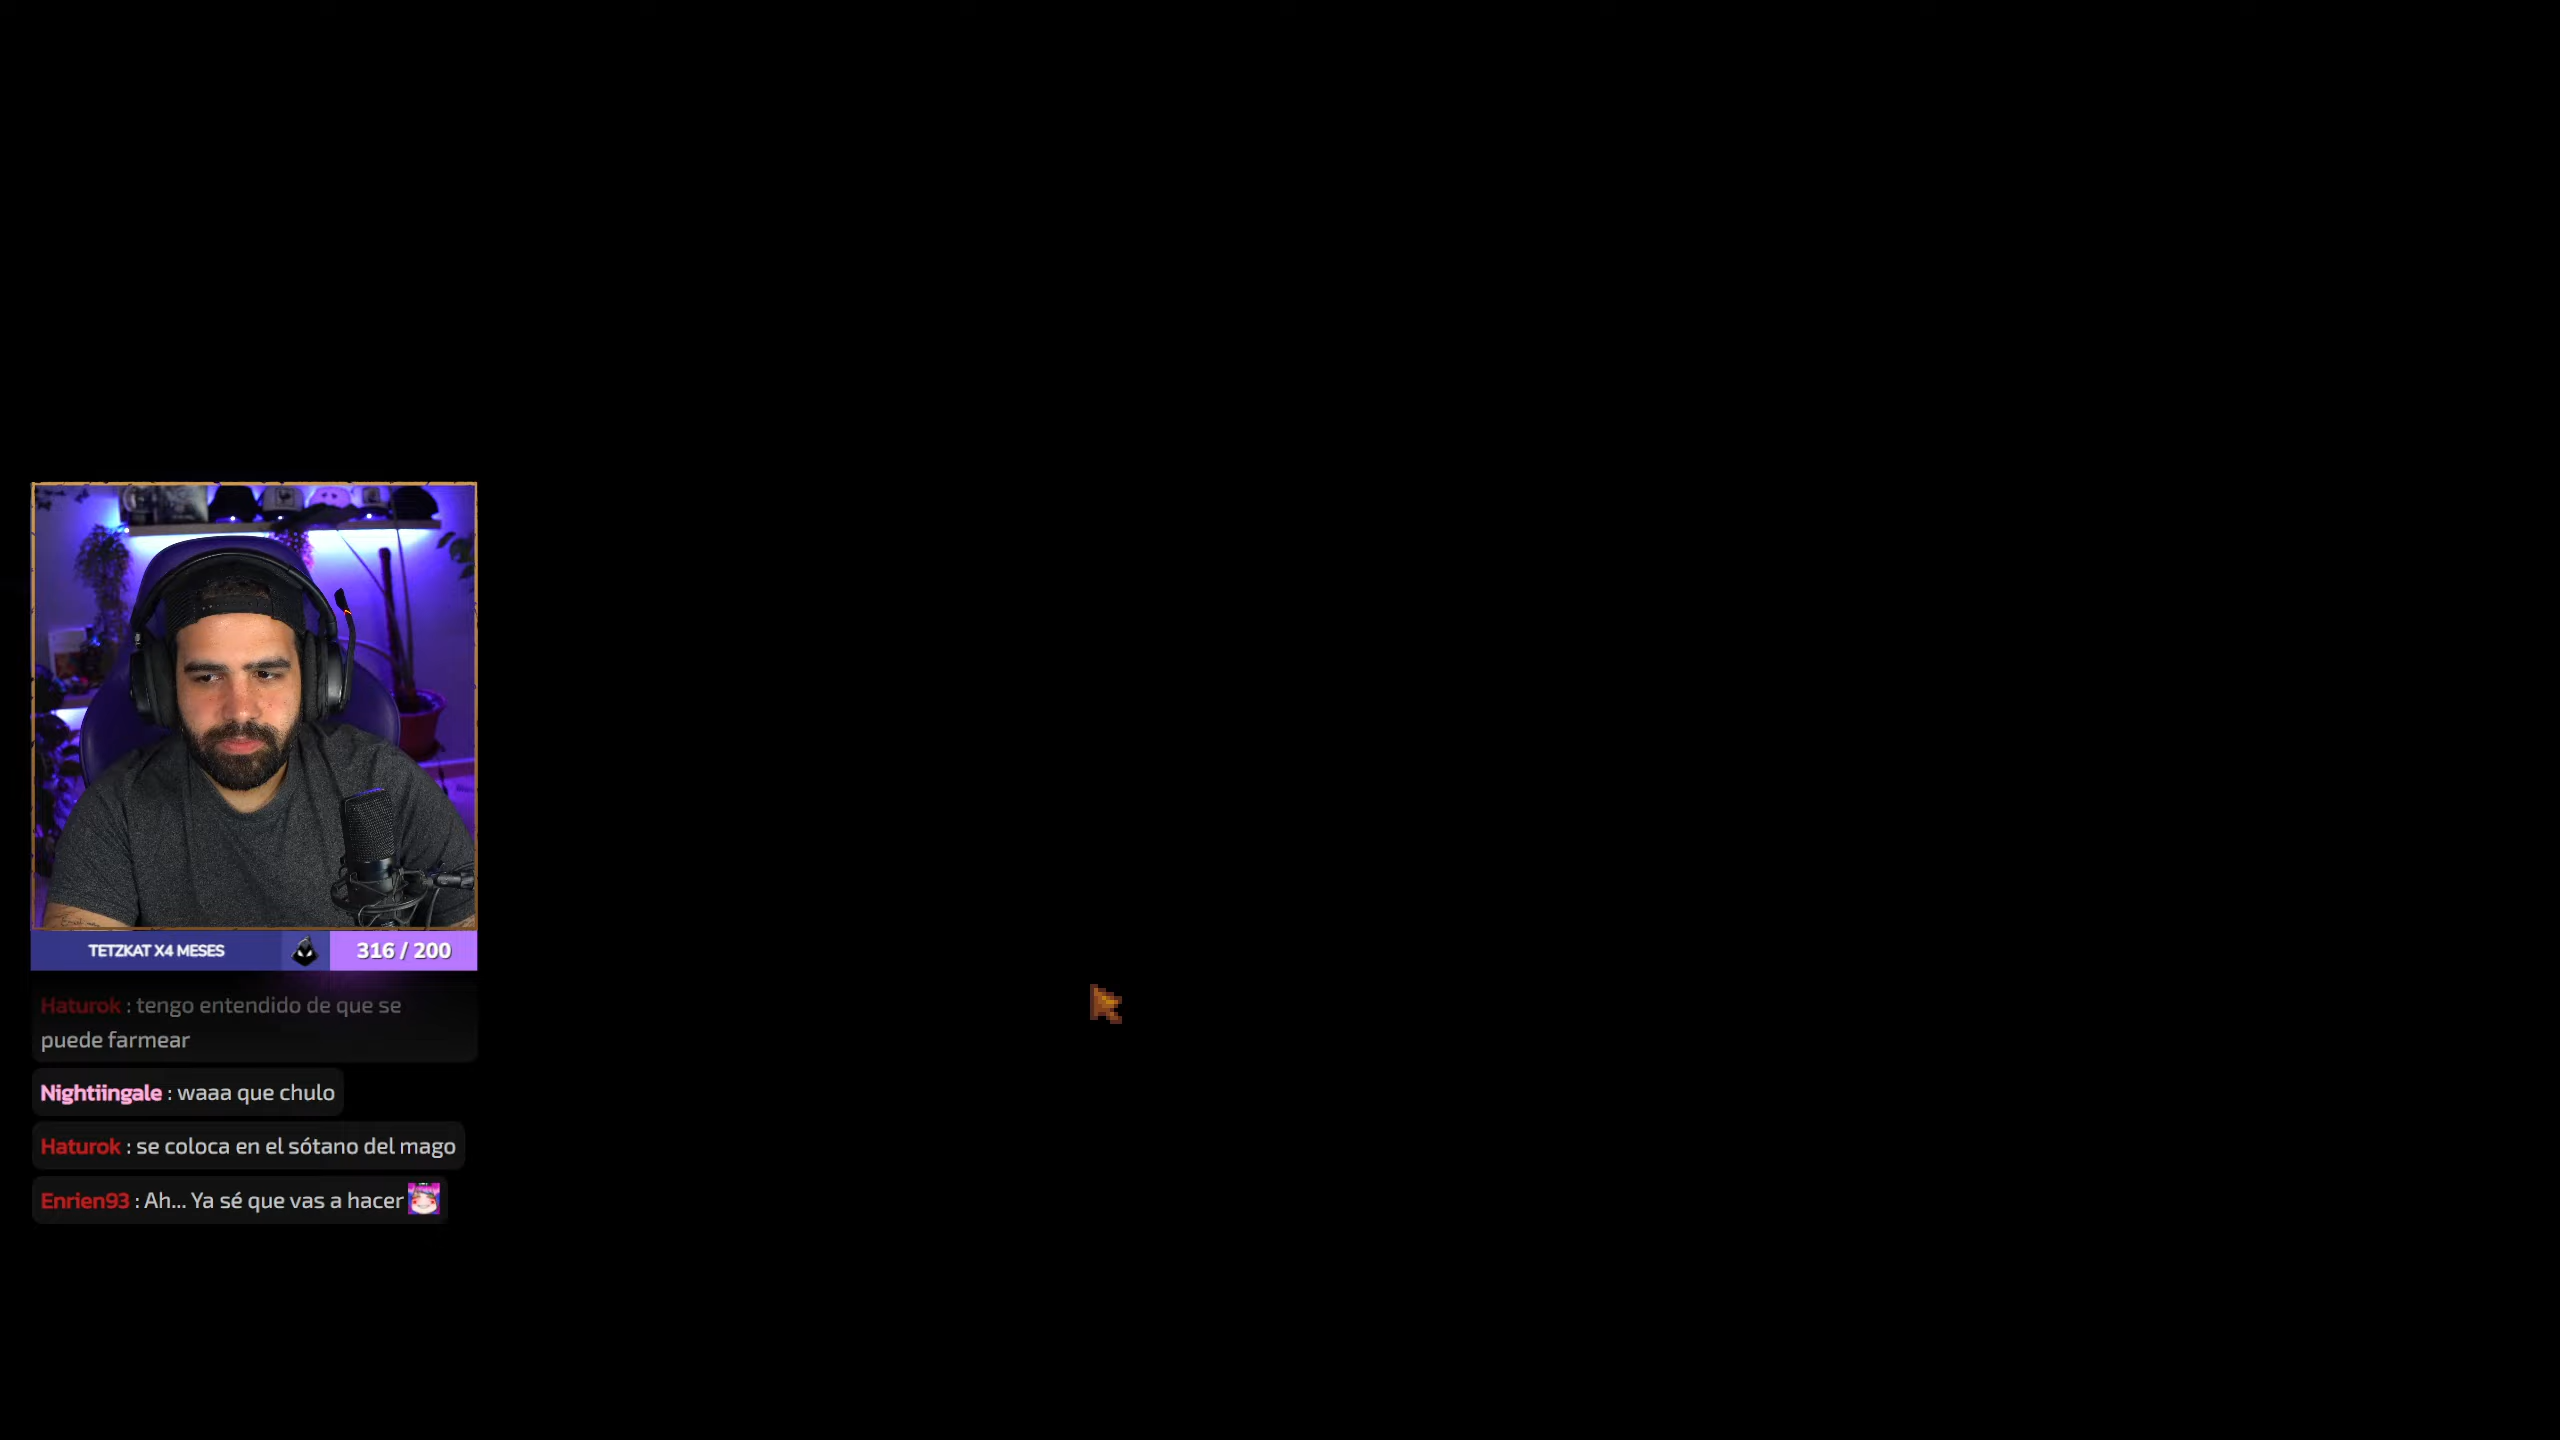 TETZKAT X4 MESES
316 / 200
Haturok : tengo entendido de que se
puede farmear
Nightiingale : waaa que chulo
Haturok : se coloca en el sótano del mago
Enrien93 : Ah... Ya sé que vas a hacer